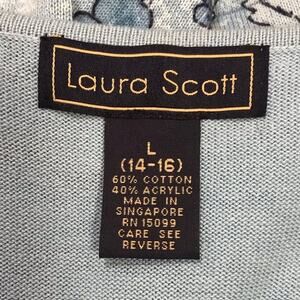 Laura Scott
L
(14-16)
60% COTTON
40% ACRYLIC
MADE IN
SINGAPORE
RN 15099
CARE SEE
REVERSE